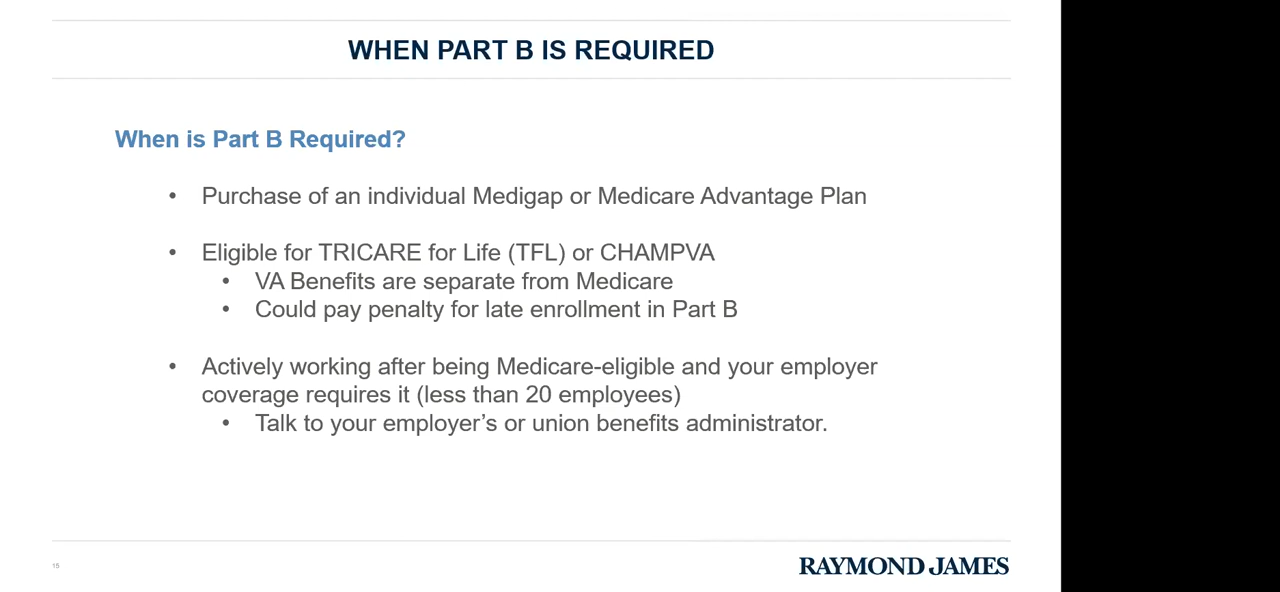 WHEN PART B IS REQUIRED
When is Part B Required?
• Purchase of an individual Medigap or Medicare Advantage Plan
• Eligible for TRICARE for Life (TFL) or CHAMPVA
• VA Benefits are separate from Medicare
• Could pay penalty for late enrollment in Part B
• Actively working after being Medicare-eligible and your employer
coverage requires it (less than 20 employees)
• Talk to your employer’s or union benefits administrator.
15
RAYMOND JAMES